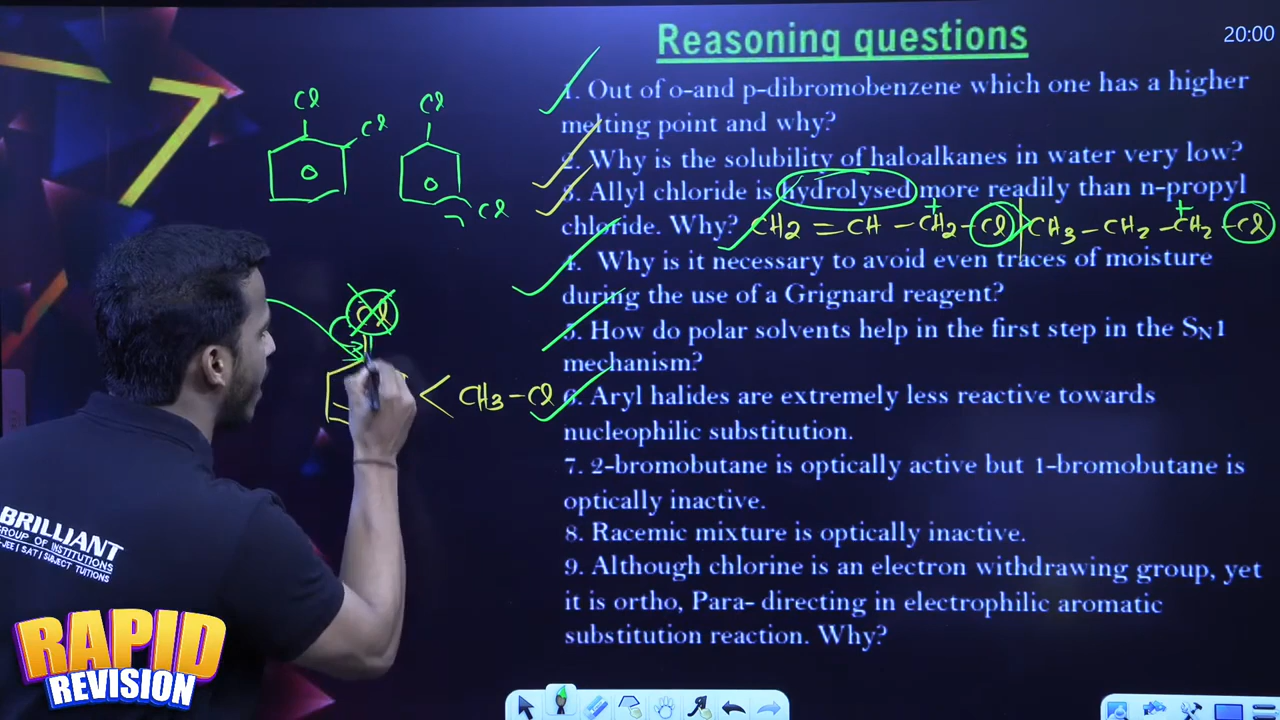 Reasoning questions
20:00
1. Out of o-and p-dibromobenzene which one has a higher
melting point and why?
2. Why is the solubility of haloalkanes in water very low?
3. Allyl chloride is hydrolysed more readily than n-propyl
chloride. Why?
CH2 = CH - CH2 - Cl > CH3 - CH2 - CH2 - Cl
+ +
4. Why is it necessary to avoid even traces of moisture
during the use of a Grignard reagent?
5. How do polar solvents help in the first step in the SN1
mechanism?
6. Aryl halides are extremely less reactive towards
nucleophilic substitution.
7. 2-bromobutane is optically active but 1-bromobutane is
optically inactive.
8. Racemic mixture is optically inactive.
9. Although chlorine is an electron withdrawing group, yet
it is ortho, Para- directing in electrophilic aromatic
substitution reaction. Why?
Cl
Cl
Cl
Cl
Cl
< CH3 - Cl
BRILLIANT
GROUP OF INSTITUTIONS
-JEE | SAT | SUBJECT TUITIONS
RAPID
REVISION